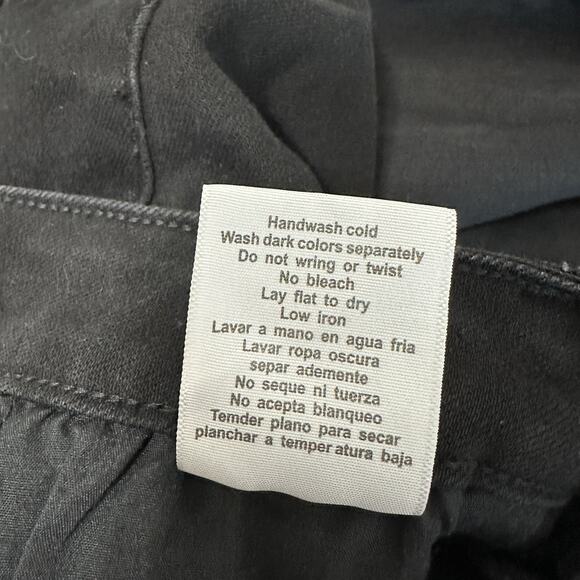 Handwash cold
Wash dark colors separately
Do not wring or twist
No bleach
Lay flat to dry
Low iron
Lavar a mano en agua fria
Lavar ropa oscura
separ ademente
No seque ni tuerza
No acepta blanqueo
Temder plano para secar
planchar a temper atura baja